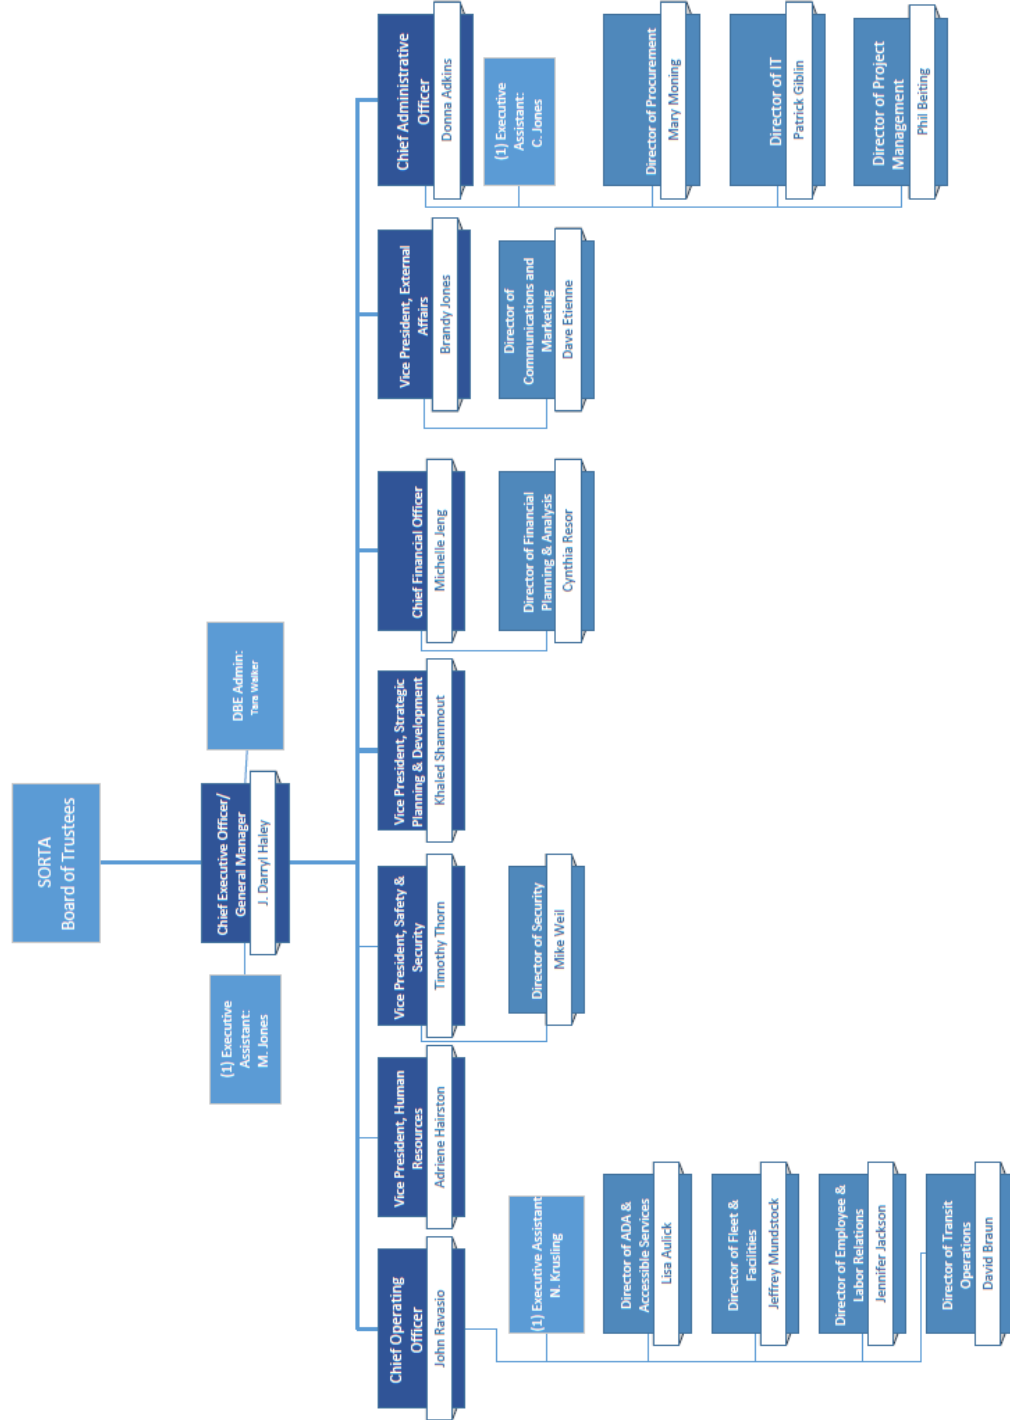 SORTA
Board of Trustees
(1) Executive
Assistant:
M. Jones
Chief Executive Officer/
General Manager
J. Darryl Haley
DBE Admin:
Tara Walker
Chief Operating
Officer
John Ravasio
(1) Executive Assistant
N. Krusling
Director of ADA &
Accessible Services
Lisa Aulick
Director of Fleet &
Facilities
Jeffrey Mundstock
Director of Employee &
Labor Relations
Jennifer Jackson
Director of Transit
Operations
David Braun
Vice President, Human
Resources
Adriene Hairston
Vice President, Safety &
Security
Timothy Thorn
Director of Security
Mike Weil
Vice President, Strategic
Planning & Development
Khaled Shammout
Chief Financial Officer
Michelle Jeng
Director of Financial
Planning & Analysis
Cynthia Resor
Vice President, External
Affairs
Brandy Jones
Director of
Communications and
Marketing
Dave Etienne
Chief Administrative
Officer
Donna Adkins
(1) Executive
Assistant:
C. Jones
Director of Procurement
Mary Moning
Director of IT
Patrick Giblin
Director of Project
Management
Phil Beiting